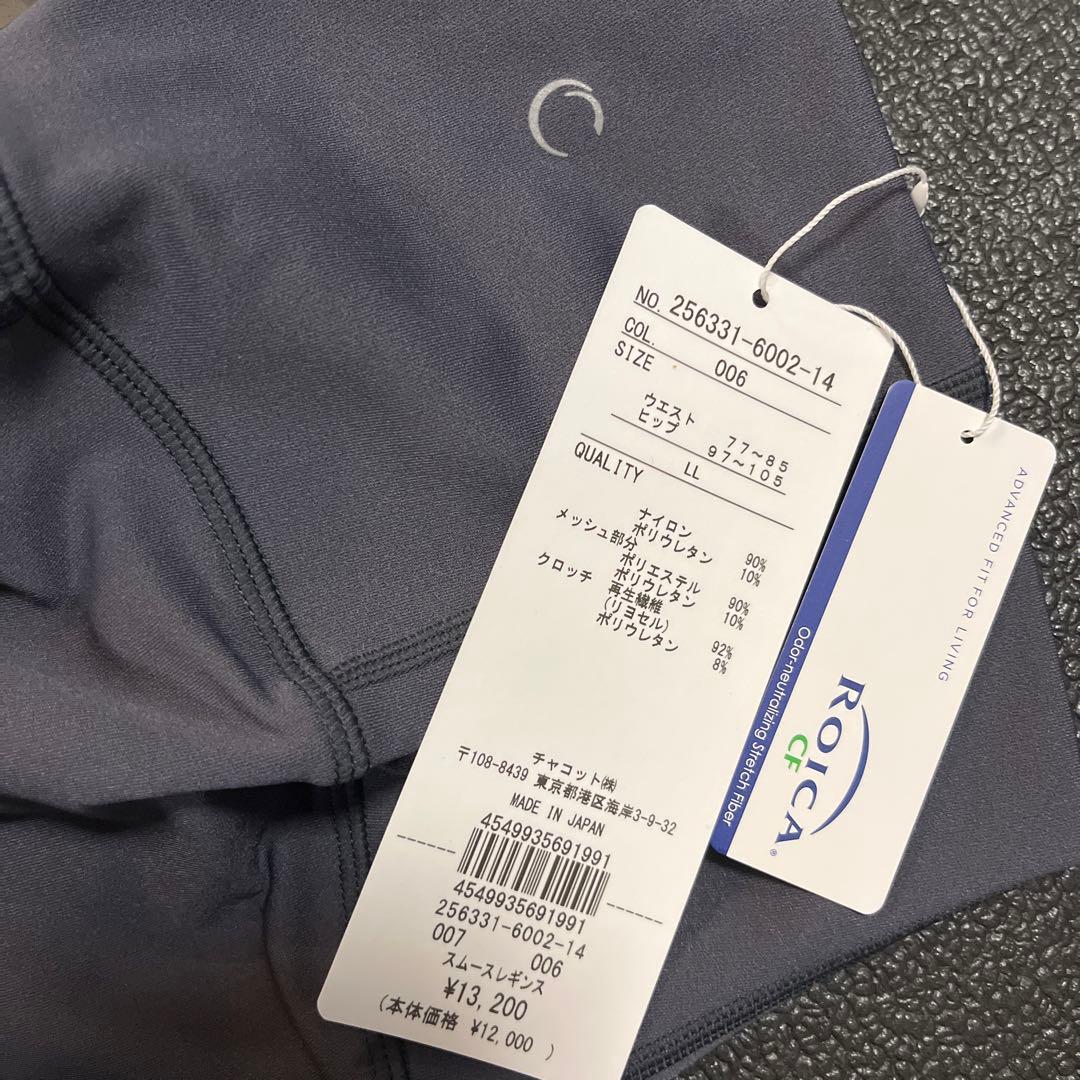 NO. 256331-6002-14
COL. 006
SIZE
ウエスト 77~85
ヒップ 97~105
LL
QUALITY
ナイロン 90%
ポリウレタン 10%
メッシュ部分
ポリエステル 90%
ポリウレタン 10%
クロッチ 再生繊維
(リヨセル) 92%
ポリウレタン 8%
チャコット㈱
〒108-8439 東京都港区海岸3-9-32
MADE IN JAPAN
4549935691991
4549935691991
256331-6002-14
007 006
スムースレギンス
¥13,200
(本体価格 ¥12,000 )
ADVANCED FIT FOR LIVING
ROICA®
CF
Odor-neutralizing Stretch Fiber